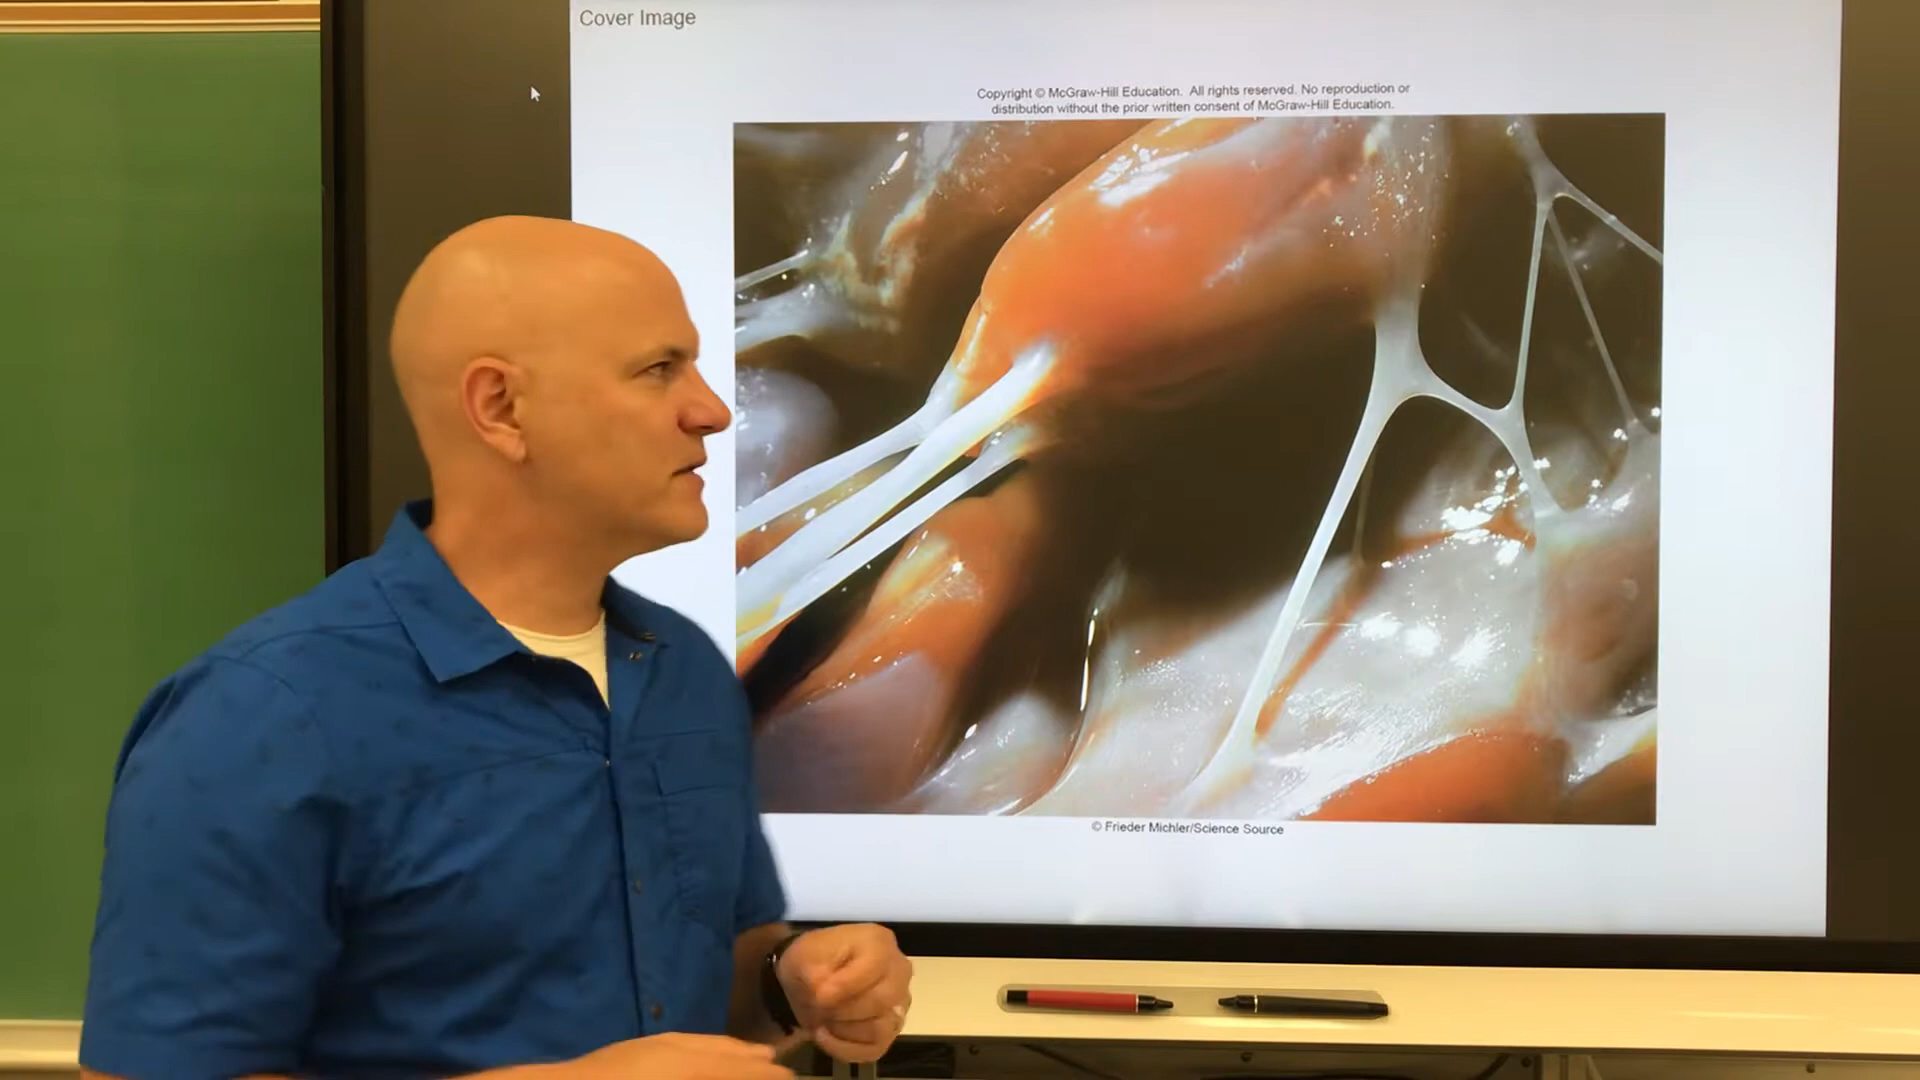 Cover Image
Copyright © McGraw-Hill Education. All rights reserved. No reproduction or
distribution without the prior written consent of McGraw-Hill Education.
© Frieder Michler/Science Source